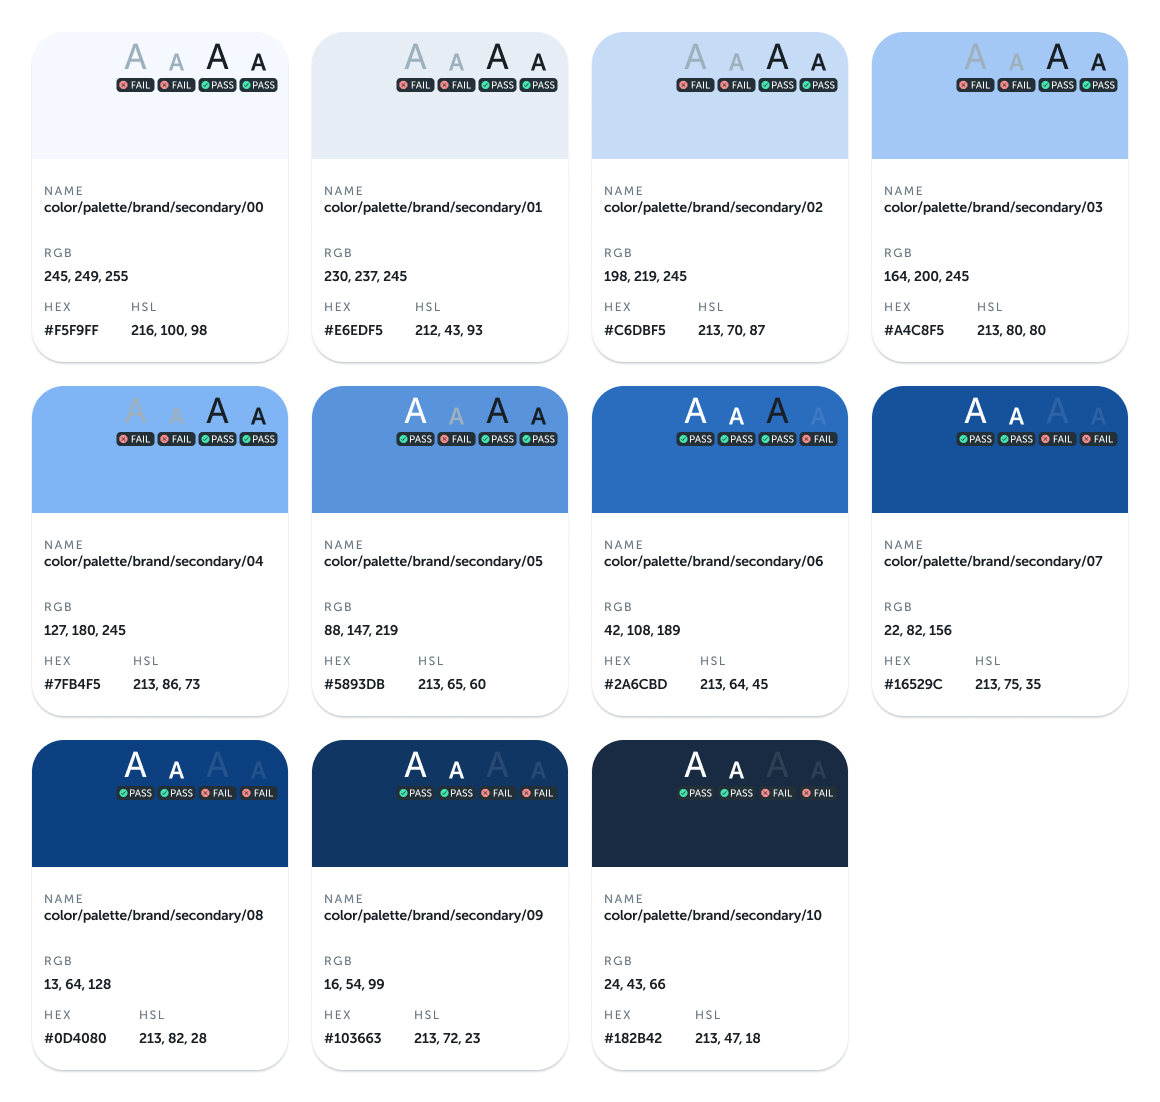 A A A A
FAIL FAIL PASS PASS
NAME
color/palette/brand/secondary/00
RGB
245, 249, 255
HEX HSL
#F5F9FF 216, 100, 98
A A A A
FAIL FAIL PASS PASS
NAME
color/palette/brand/secondary/01
RGB
230, 237, 245
HEX HSL
#E6EDF5 212, 43, 93
A A A A
FAIL FAIL PASS PASS
NAME
color/palette/brand/secondary/02
RGB
198, 219, 245
HEX HSL
#C6DBF5 213, 70, 87
A A A A
FAIL FAIL PASS PASS
NAME
color/palette/brand/secondary/03
RGB
164, 200, 245
HEX HSL
#A4C8F5 213, 80, 80
A A A A
FAIL FAIL PASS PASS
NAME
color/palette/brand/secondary/04
RGB
127, 180, 245
HEX HSL
#7FB4F5 213, 86, 73
A A A A
PASS FAIL PASS PASS
NAME
color/palette/brand/secondary/05
RGB
88, 147, 219
HEX HSL
#5893DB 213, 65, 60
A A A A
PASS PASS PASS FAIL
NAME
color/palette/brand/secondary/06
RGB
42, 108, 189
HEX HSL
#2A6CBD 213, 64, 45
A A A A
PASS PASS FAIL FAIL
NAME
color/palette/brand/secondary/07
RGB
22, 82, 156
HEX HSL
#16529C 213, 75, 35
A A A A
PASS PASS FAIL FAIL
NAME
color/palette/brand/secondary/08
RGB
13, 64, 128
HEX HSL
#0D4080 213, 82, 28
A A A A
PASS PASS FAIL FAIL
NAME
color/palette/brand/secondary/09
RGB
16, 54, 99
HEX HSL
#103663 213, 72, 23
A A A A
PASS PASS FAIL FAIL
NAME
color/palette/brand/secondary/10
RGB
24, 43, 66
HEX HSL
#182B42 213, 47, 18